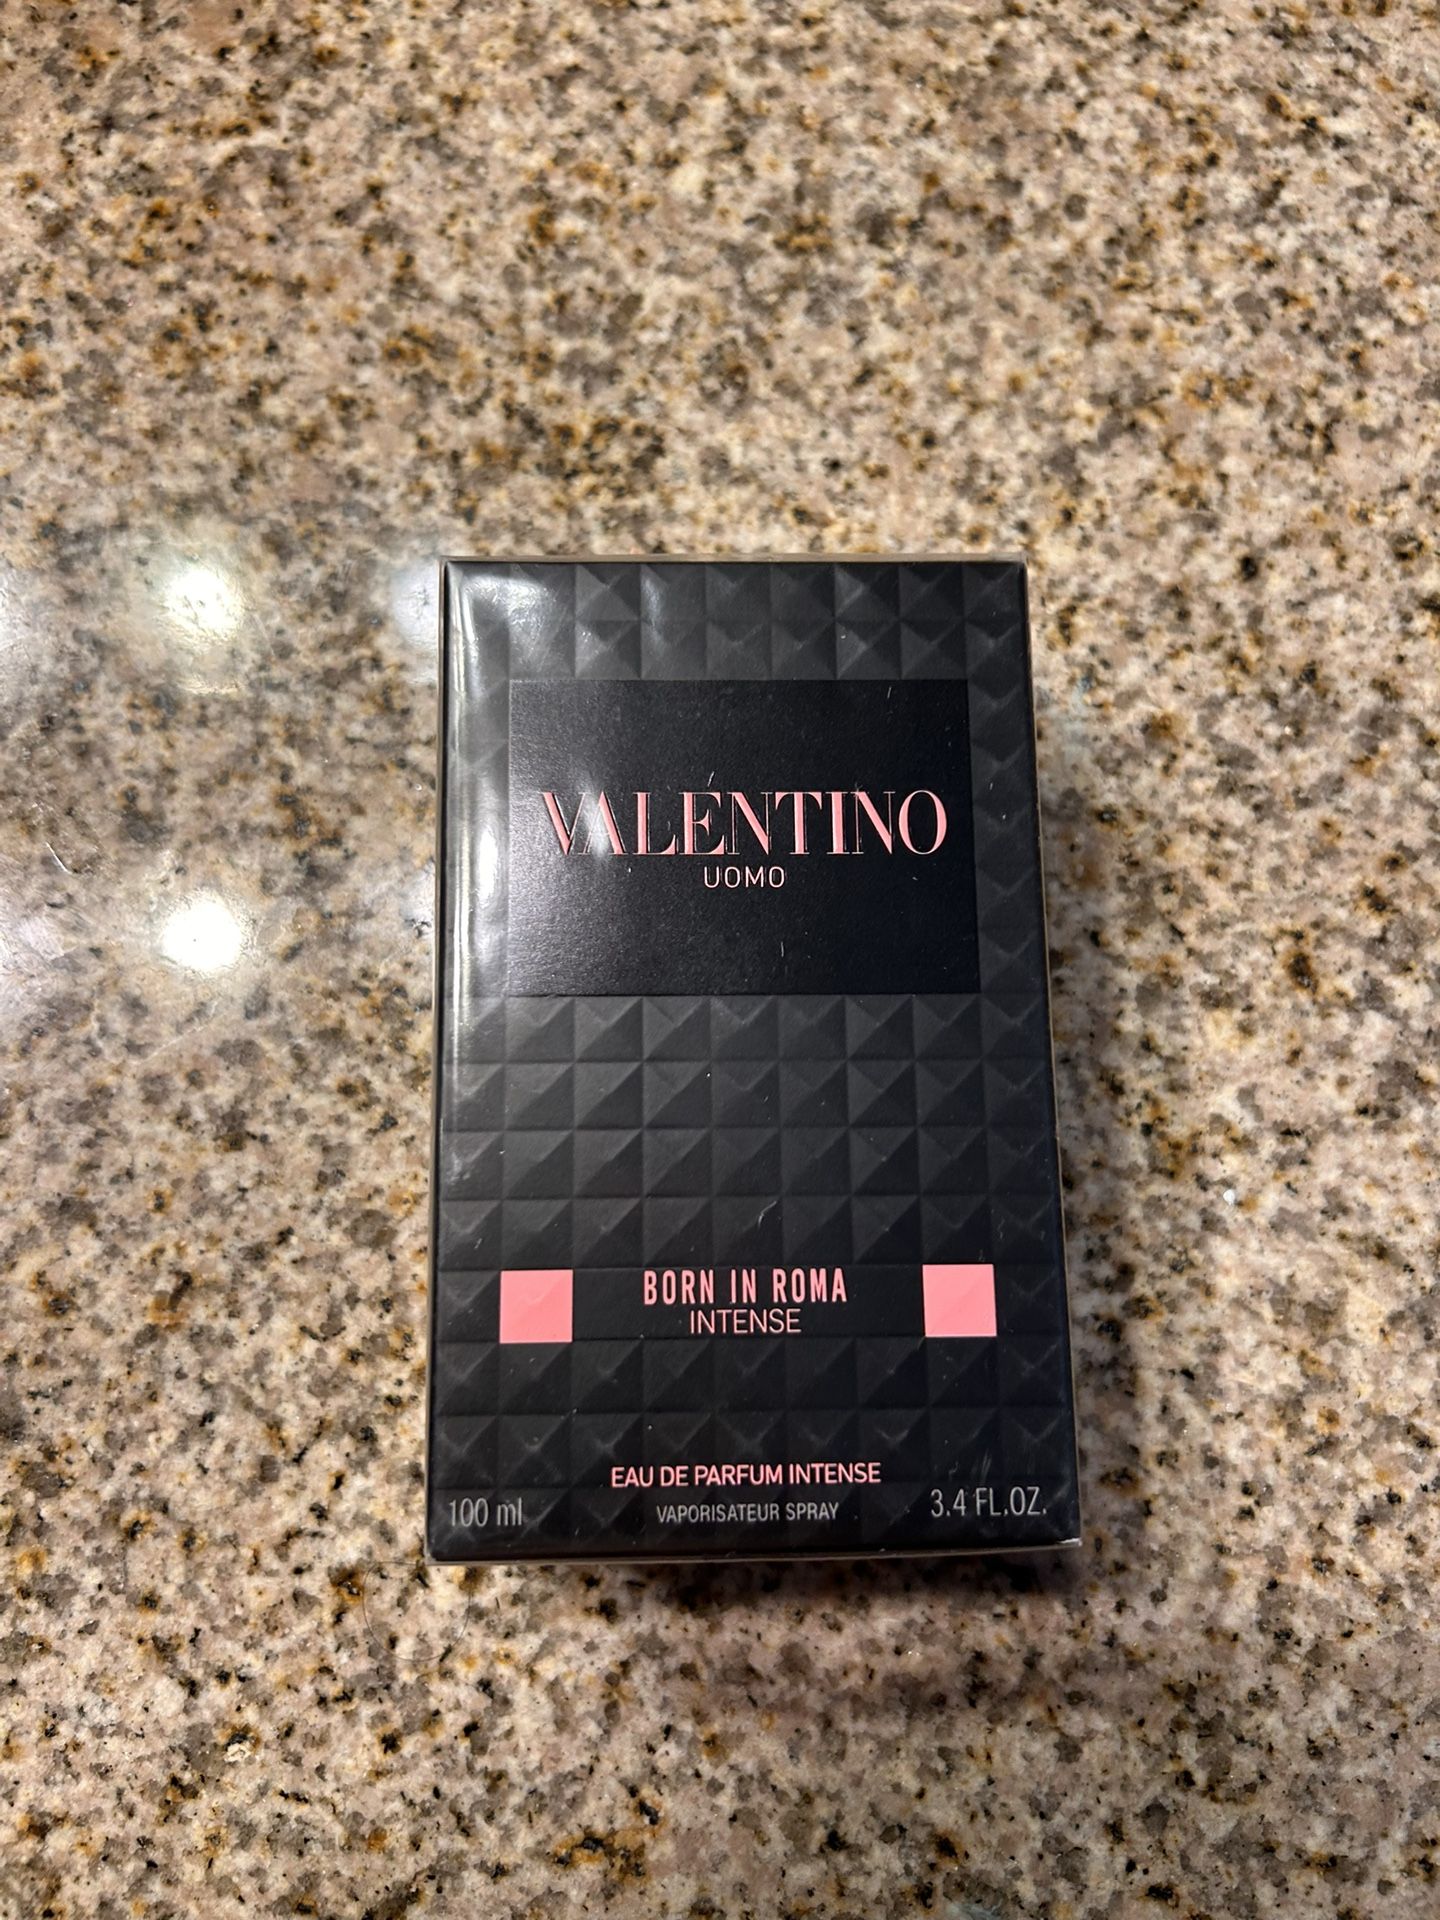 VALENTINO
UOMO
BORN IN ROMA
INTENSE
EAU DE PARFUM INTENSE
100 ml VAPORISATEUR SPRAY 3.4 FL.OZ.